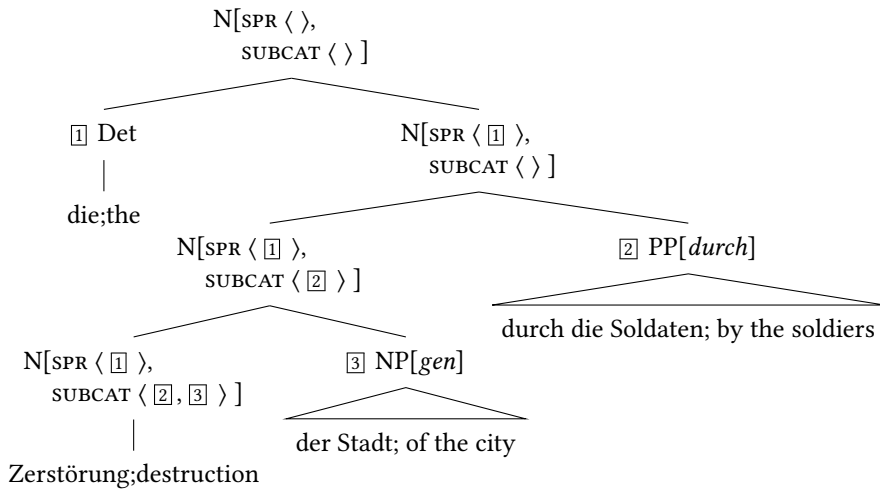 N[SPR ⟨ ⟩,
SUBCAT ⟨ ⟩ ]
1 Det
N[SPR ⟨ 1 ⟩,
SUBCAT ⟨ ⟩ ]
die;the
N[SPR ⟨ 1 ⟩,
SUBCAT ⟨ 2 ⟩ ]
2 PP[durch]
durch die Soldaten; by the soldiers
N[SPR ⟨ 1 ⟩,
SUBCAT ⟨ 2 , 3 ⟩ ]
3 NP[gen]
der Stadt; of the city
Zerstörung;destruction